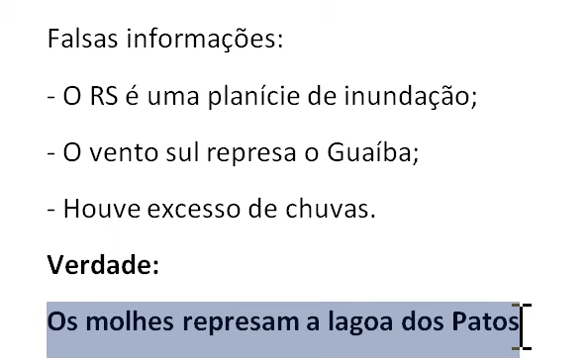 Falsas informações:
- O RS é uma planície de inundação;
- O vento sul represa o Guaíba;
- Houve excesso de chuvas.
Verdade:
Os molhes represam a lagoa dos Patos